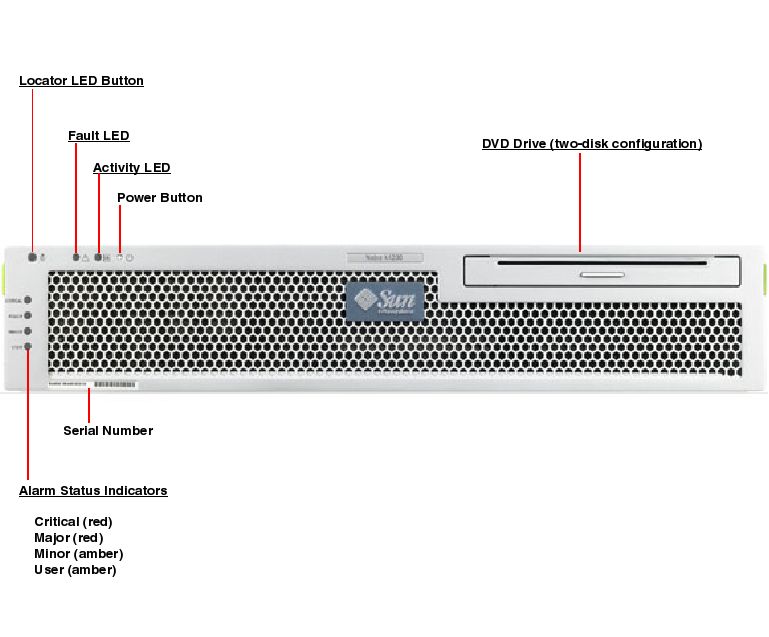 Locator LED Button
Fault LED
DVD Drive (two-disk configuration)
Activity LED
Power Button
Sun
Serial Number
Alarm Status Indicators
Critical (red)
Major (red)
Minor (amber)
User (amber)